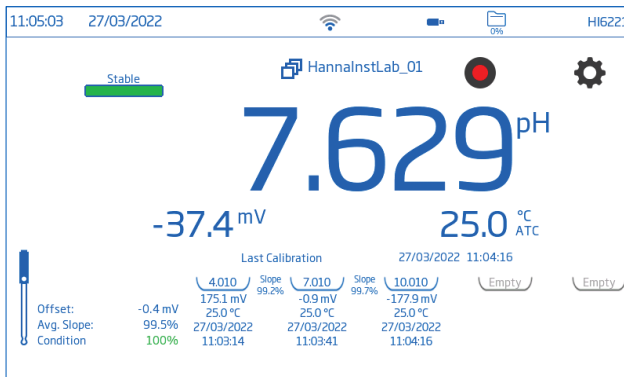 11:05:03 27/03/2022 0% HI6221
Stable HannaInstLab_01
7.629 pH
-37.4 mV 25.0 °C ATC
Last Calibration 27/03/2022 11:04:16
4.010 Slope 99.2% 7.010 Slope 99.7% 10.010 Empty Empty
175.1 mV -0.9 mV -177.9 mV
Offset: -0.4 mV 25.0 °C 25.0 °C 25.0 °C
Avg. Slope: 99.5% 27/03/2022 27/03/2022 27/03/2022
Condition 100% 11:03:14 11:03:41 11:04:16